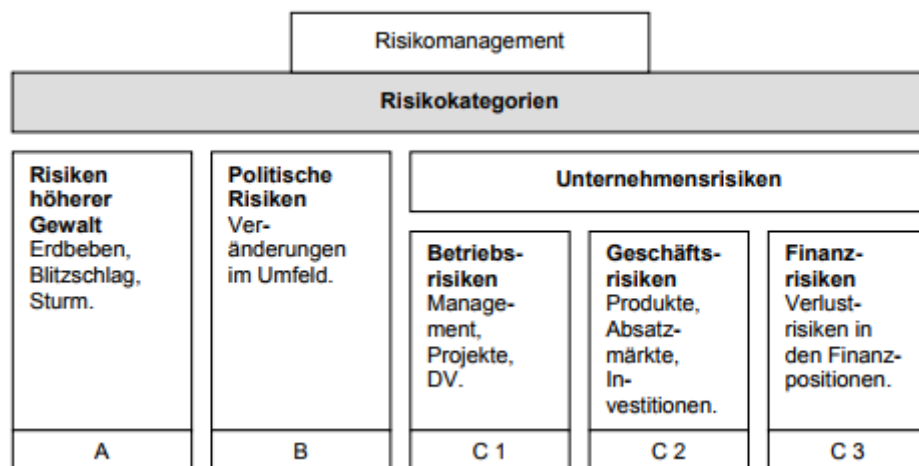 Risikomanagement
Risikokategorien
Risiken
höherer
Gewalt
Erdbeben,
Blitzschlag,
Sturm.
A
Politische
Risiken
Ver-
änderungen
im Umfeld.
B
Unternehmensrisiken
Betriebs-
risiken
Manage-
ment,
Projekte,
DV.
C 1
Geschäfts-
risiken
Produkte,
Absatz-
märkte,
In-
vestitionen.
C 2
Finanz-
risiken
Verlust-
risiken in
den Finanz-
positionen.
C 3